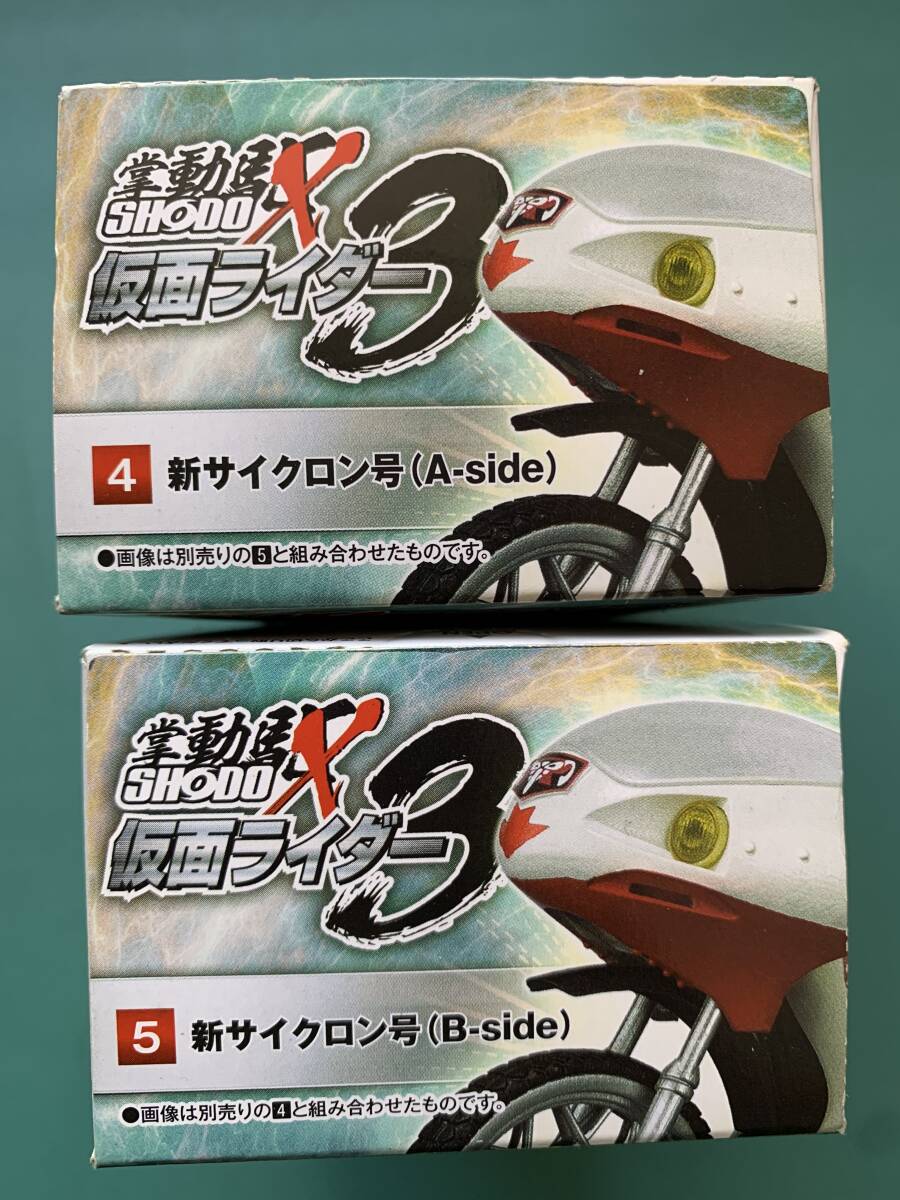 掌動駆
SHODO X
仮面ライダー3
4 新サイクロン号(A-side)
●画像は別売りの5と組み合わせたものです。
掌動駆
SHODO X
仮面ライダー3
5 新サイクロン号(B-side)
●画像は別売りの4と組み合わせたものです。